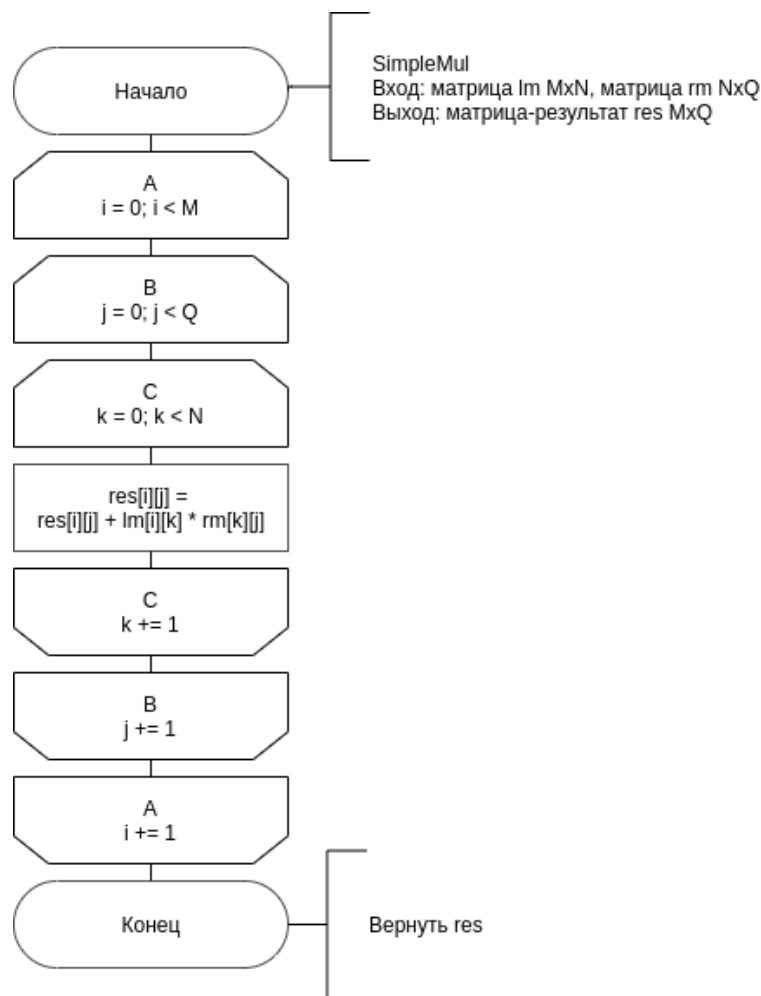 Начало
SimpleMul
Вход: матрица lm MxN, матрица rm NxQ
Выход: матрица-результат res MxQ
A
i = 0; i < M
B
j = 0; j < Q
C
k = 0; k < N
res[i][j] =
res[i][j] + lm[i][k] * rm[k][j]
C
k += 1
B
j += 1
A
i += 1
Конец
Вернуть res